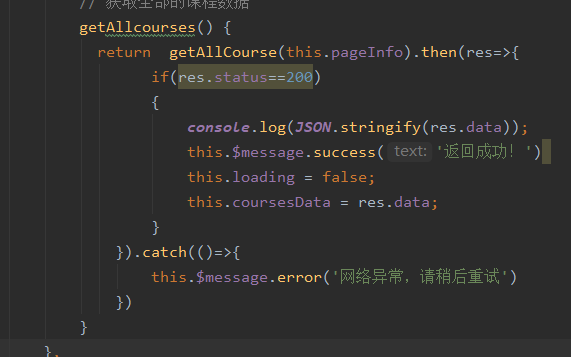 // 获取全部的课程数据
getAllcourses() {
return getAllCourse(this.pageInfo).then(res=>{
if(res.status==200)
{
console.log(JSON.stringify(res.data));
this.$message.success( text: '返回成功！')
this.loading = false;
this.coursesData = res.data;
}
}).catch(()=>{
this.$message.error('网络异常，请稍后重试')
})
}
},